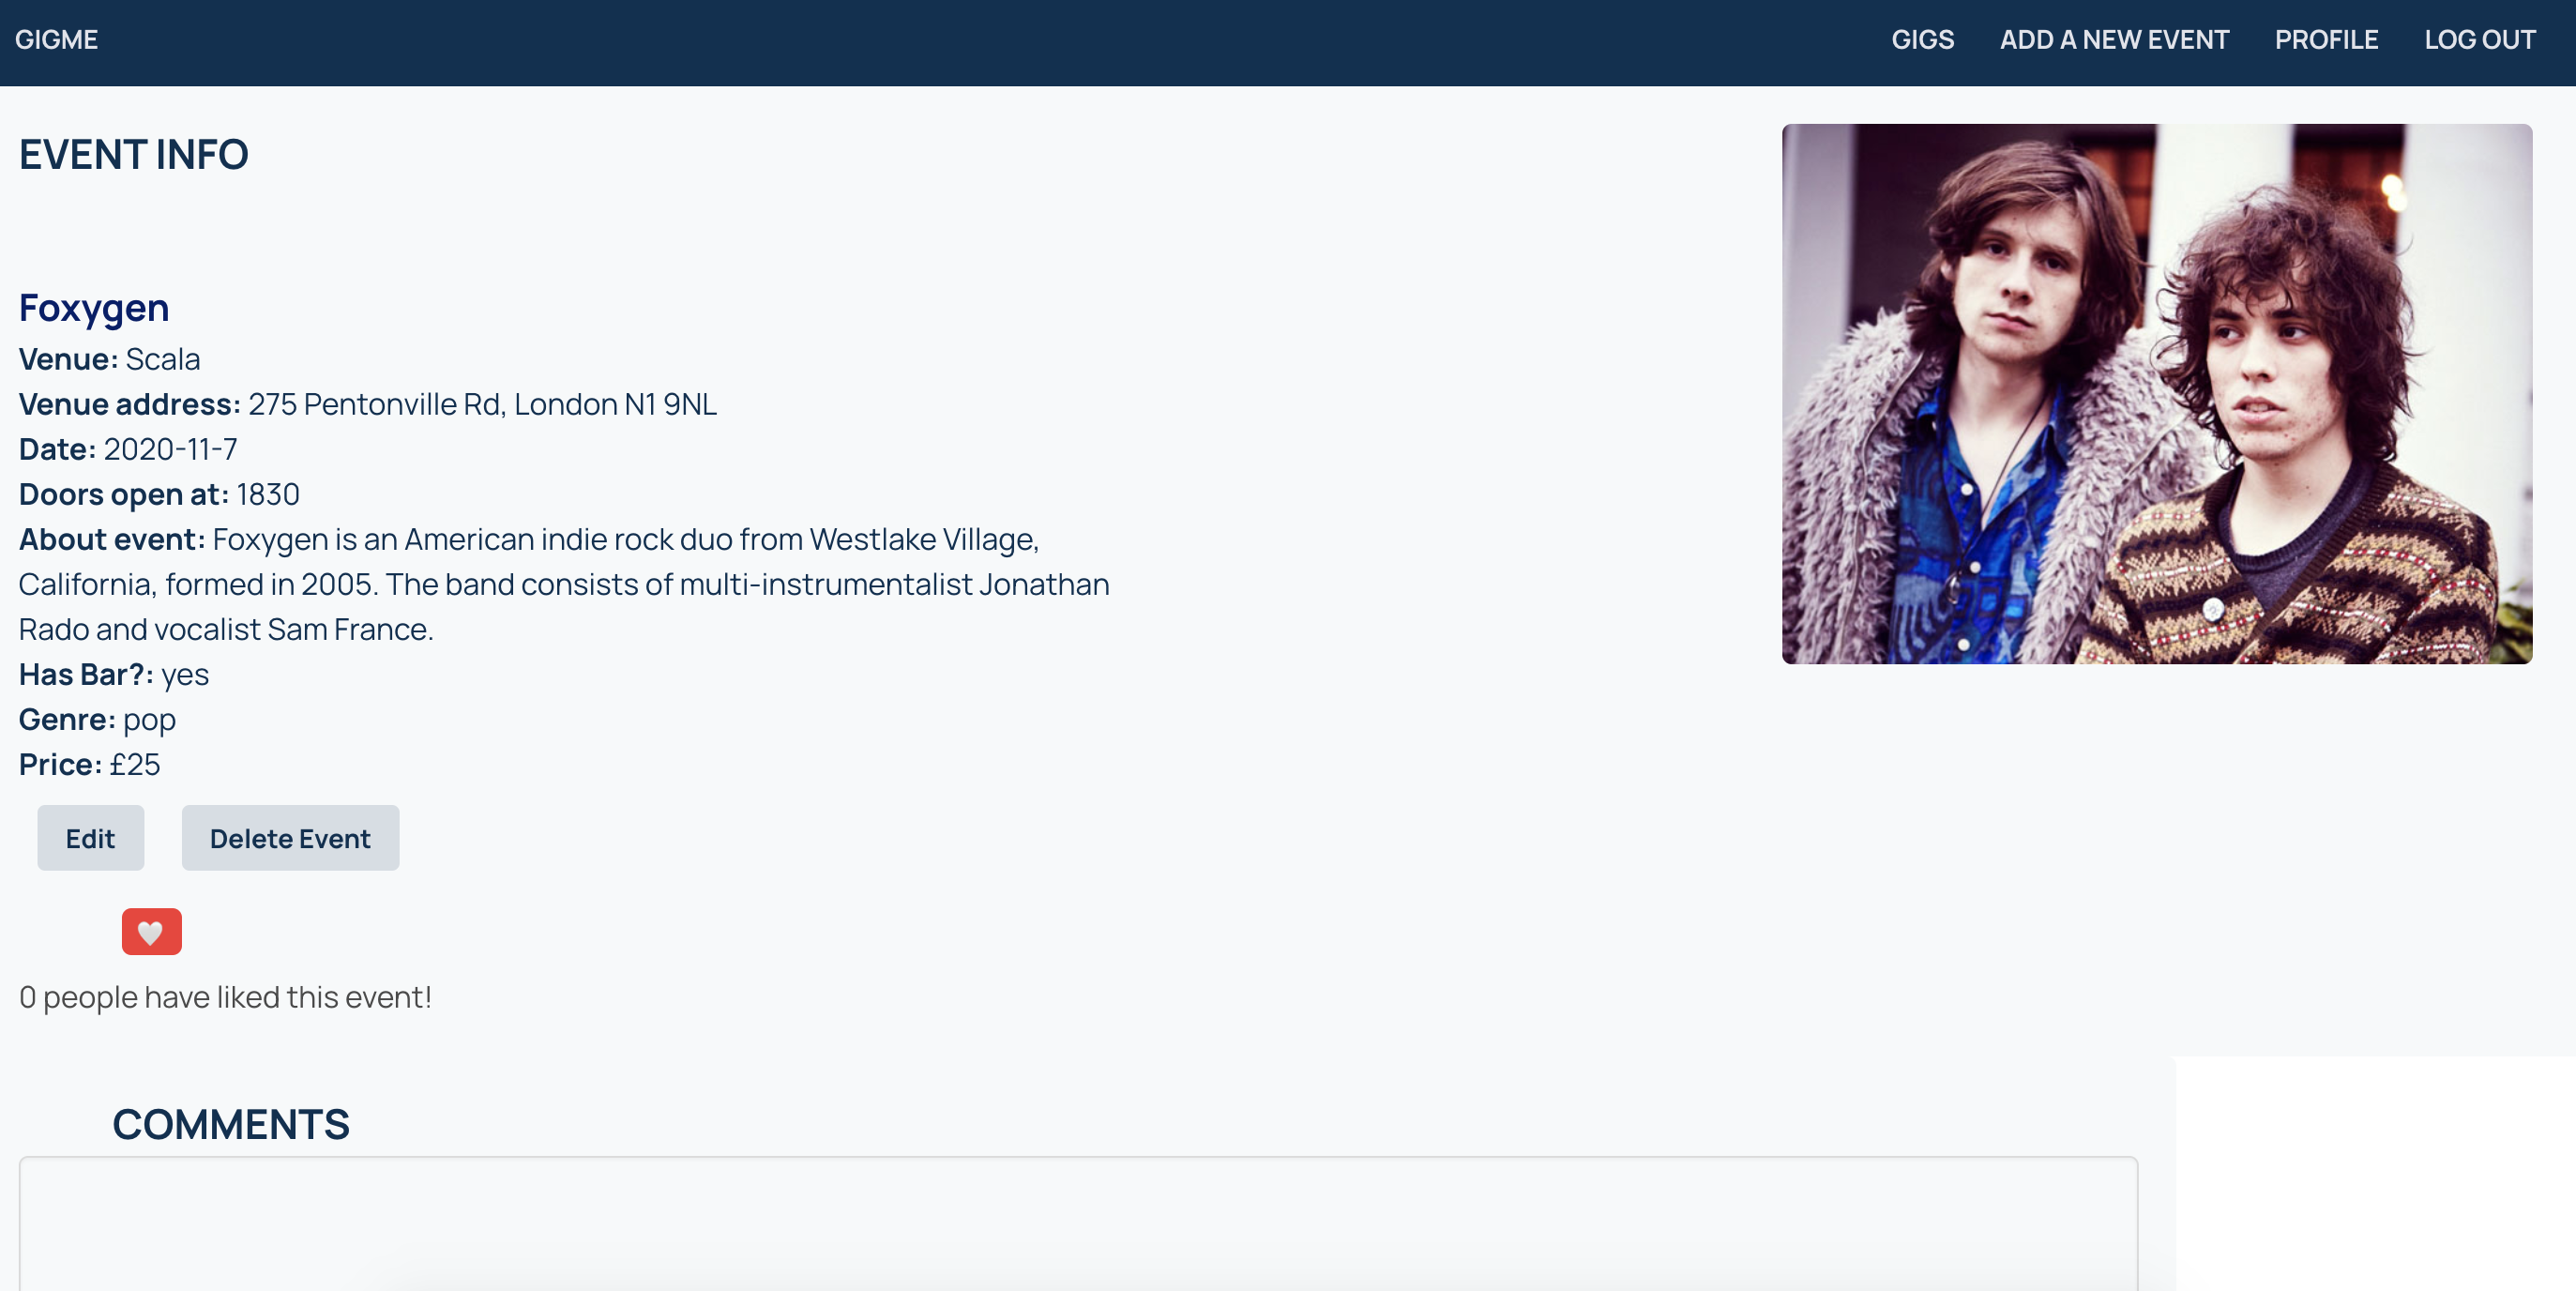 GIGME
GIGS
ADD A NEW EVENT
PROFILE
LOG OUT
EVENT INFO
Foxygen
Venue: Scala
Venue address: 275 Pentonville Rd, London N1 9NL
Date: 2020-11-7
Doors open at: 1830
About event: Foxygen is an American indie rock duo from Westlake Village,
California, formed in 2005. The band consists of multi-instrumentalist Jonathan
Rado and vocalist Sam France.
Has Bar?: yes
Genre: pop
Price: £25
Edit
Delete Event
0 people have liked this event!
COMMENTS